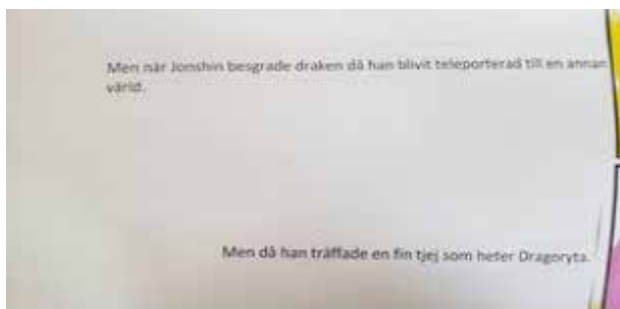 Men när Jonshin besgrade draken då han blivit teleporterad till en annan
värld.
Men då han träffade en fin tjej som heter Dragoryta.